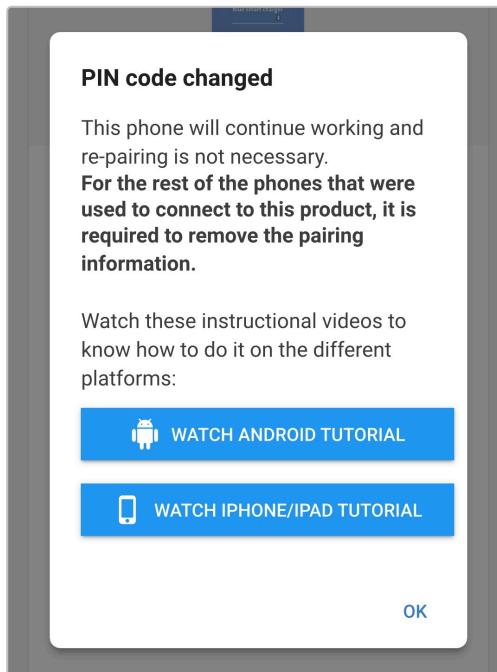 Blue Smart Charger
PIN code changed
This phone will continue working and
re-pairing is not necessary.
For the rest of the phones that were
used to connect to this product, it is
required to remove the pairing
information.
Watch these instructional videos to
know how to do it on the different
platforms:
WATCH ANDROID TUTORIAL
WATCH IPHONE/IPAD TUTORIAL
OK